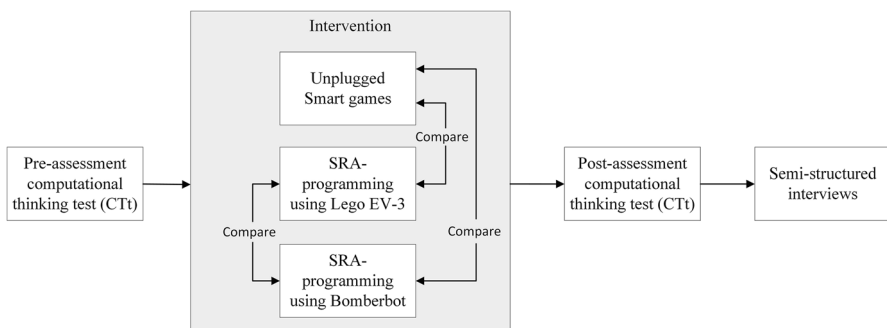 Intervention
Unplugged
Smart games
Compare
Pre-assessment
computational
thinking test (CTt)
SRA-
programming
using Lego EV-3
Compare
Compare
SRA-
programming
using Bomberbot
Post-assessment
computational
thinking test (CTt)
Semi-structured
interviews